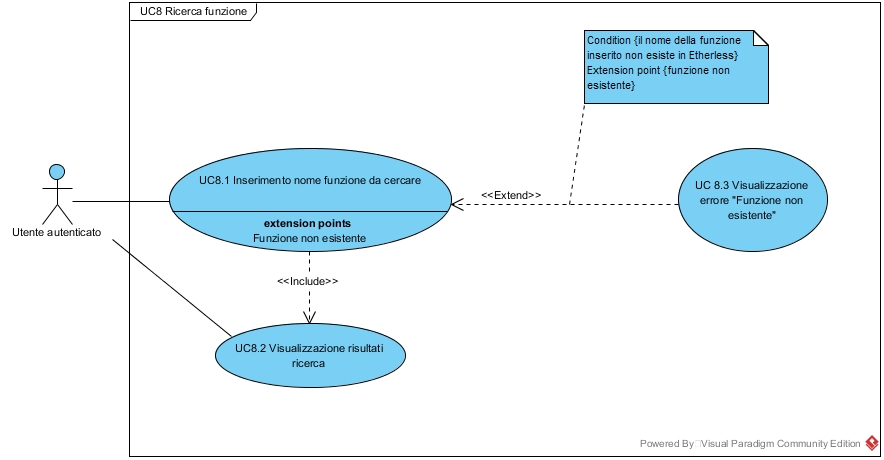 UC8 Ricerca funzione
Condition {il nome della funzione
inserito non esiste in Etherless}
Extension point {funzione non
esistente}
UC8.1 Inserimento nome funzione da cercare
extension points
Funzione non esistente
<<Extend>>
UC 8.3 Visualizzazione
errore "Funzione non
esistente"
Utente autenticato
<<Include>>
UC8.2 Visualizzazione risultati
ricerca
Powered By Visual Paradigm Community Edition